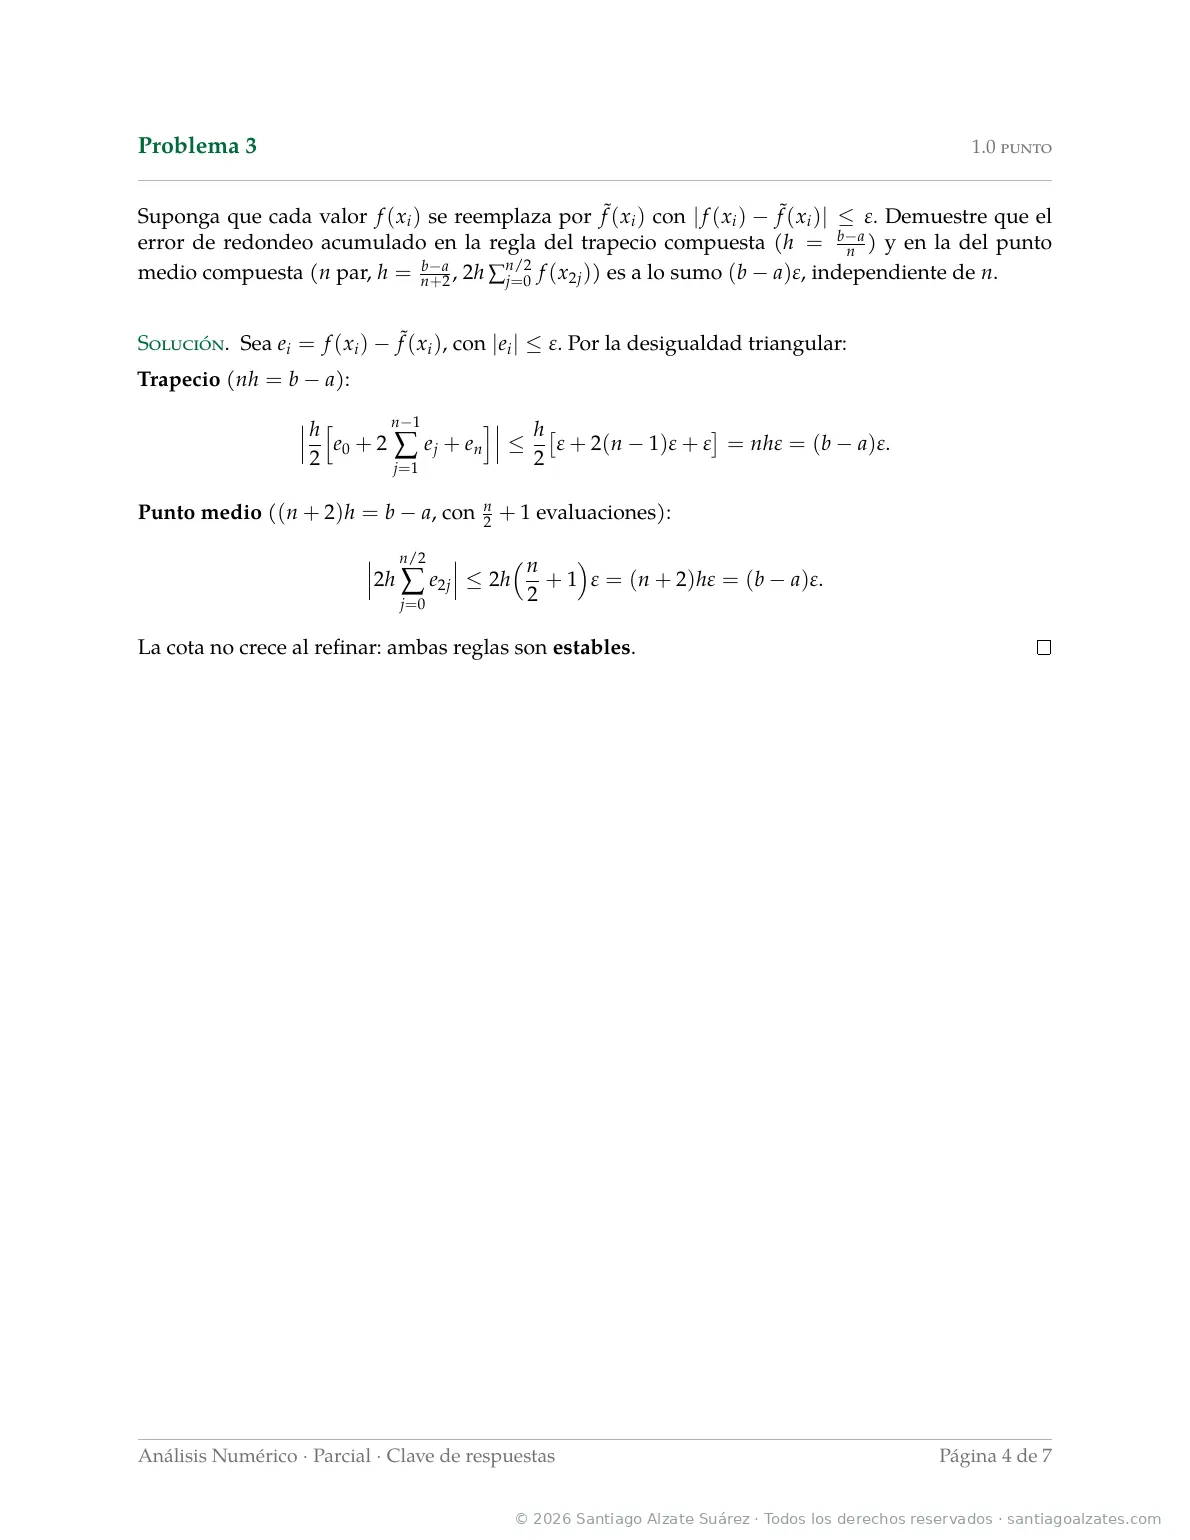 Problema 3
1.0 PUNTO
Suponga que cada valor f(x_i) se reemplaza por f̃(x_i) con |f(x_i) − f̃(x_i)| ≤ ε. Demuestre que el
error de redondeo acumulado en la regla del trapecio compuesta (h = \frac{b−a}{n}) y en la del punto
medio compuesta (n par, h = \frac{b−a}{n+2}, 2h ∑_{j=0}^{n/2} f(x_{2j})) es a lo sumo (b − a)ε, independiente de n.
SOLUCIÓN. Sea e_i = f(x_i) − f̃(x_i), con |e_i| ≤ ε. Por la desigualdad triangular:
Trapecio (nh = b − a):
|\frac{h}{2}[e_0 + 2 ∑_{j=1}^{n−1} e_j + e_n]| ≤ \frac{h}{2}[ε + 2(n − 1)ε + ε] = nhε = (b − a)ε.
Punto medio ((n + 2)h = b − a, con \frac{n}{2} + 1 evaluaciones):
|2h ∑_{j=0}^{n/2} e_{2j}| ≤ 2h(\frac{n}{2} + 1)ε = (n + 2)hε = (b − a)ε.
La cota no crece al refinar: ambas reglas son estables. □
Análisis Numérico · Parcial · Clave de respuestas
Página 4 de 7
© 2026 Santiago Alzate Suárez · Todos los derechos reservados · santiagoalzates.com